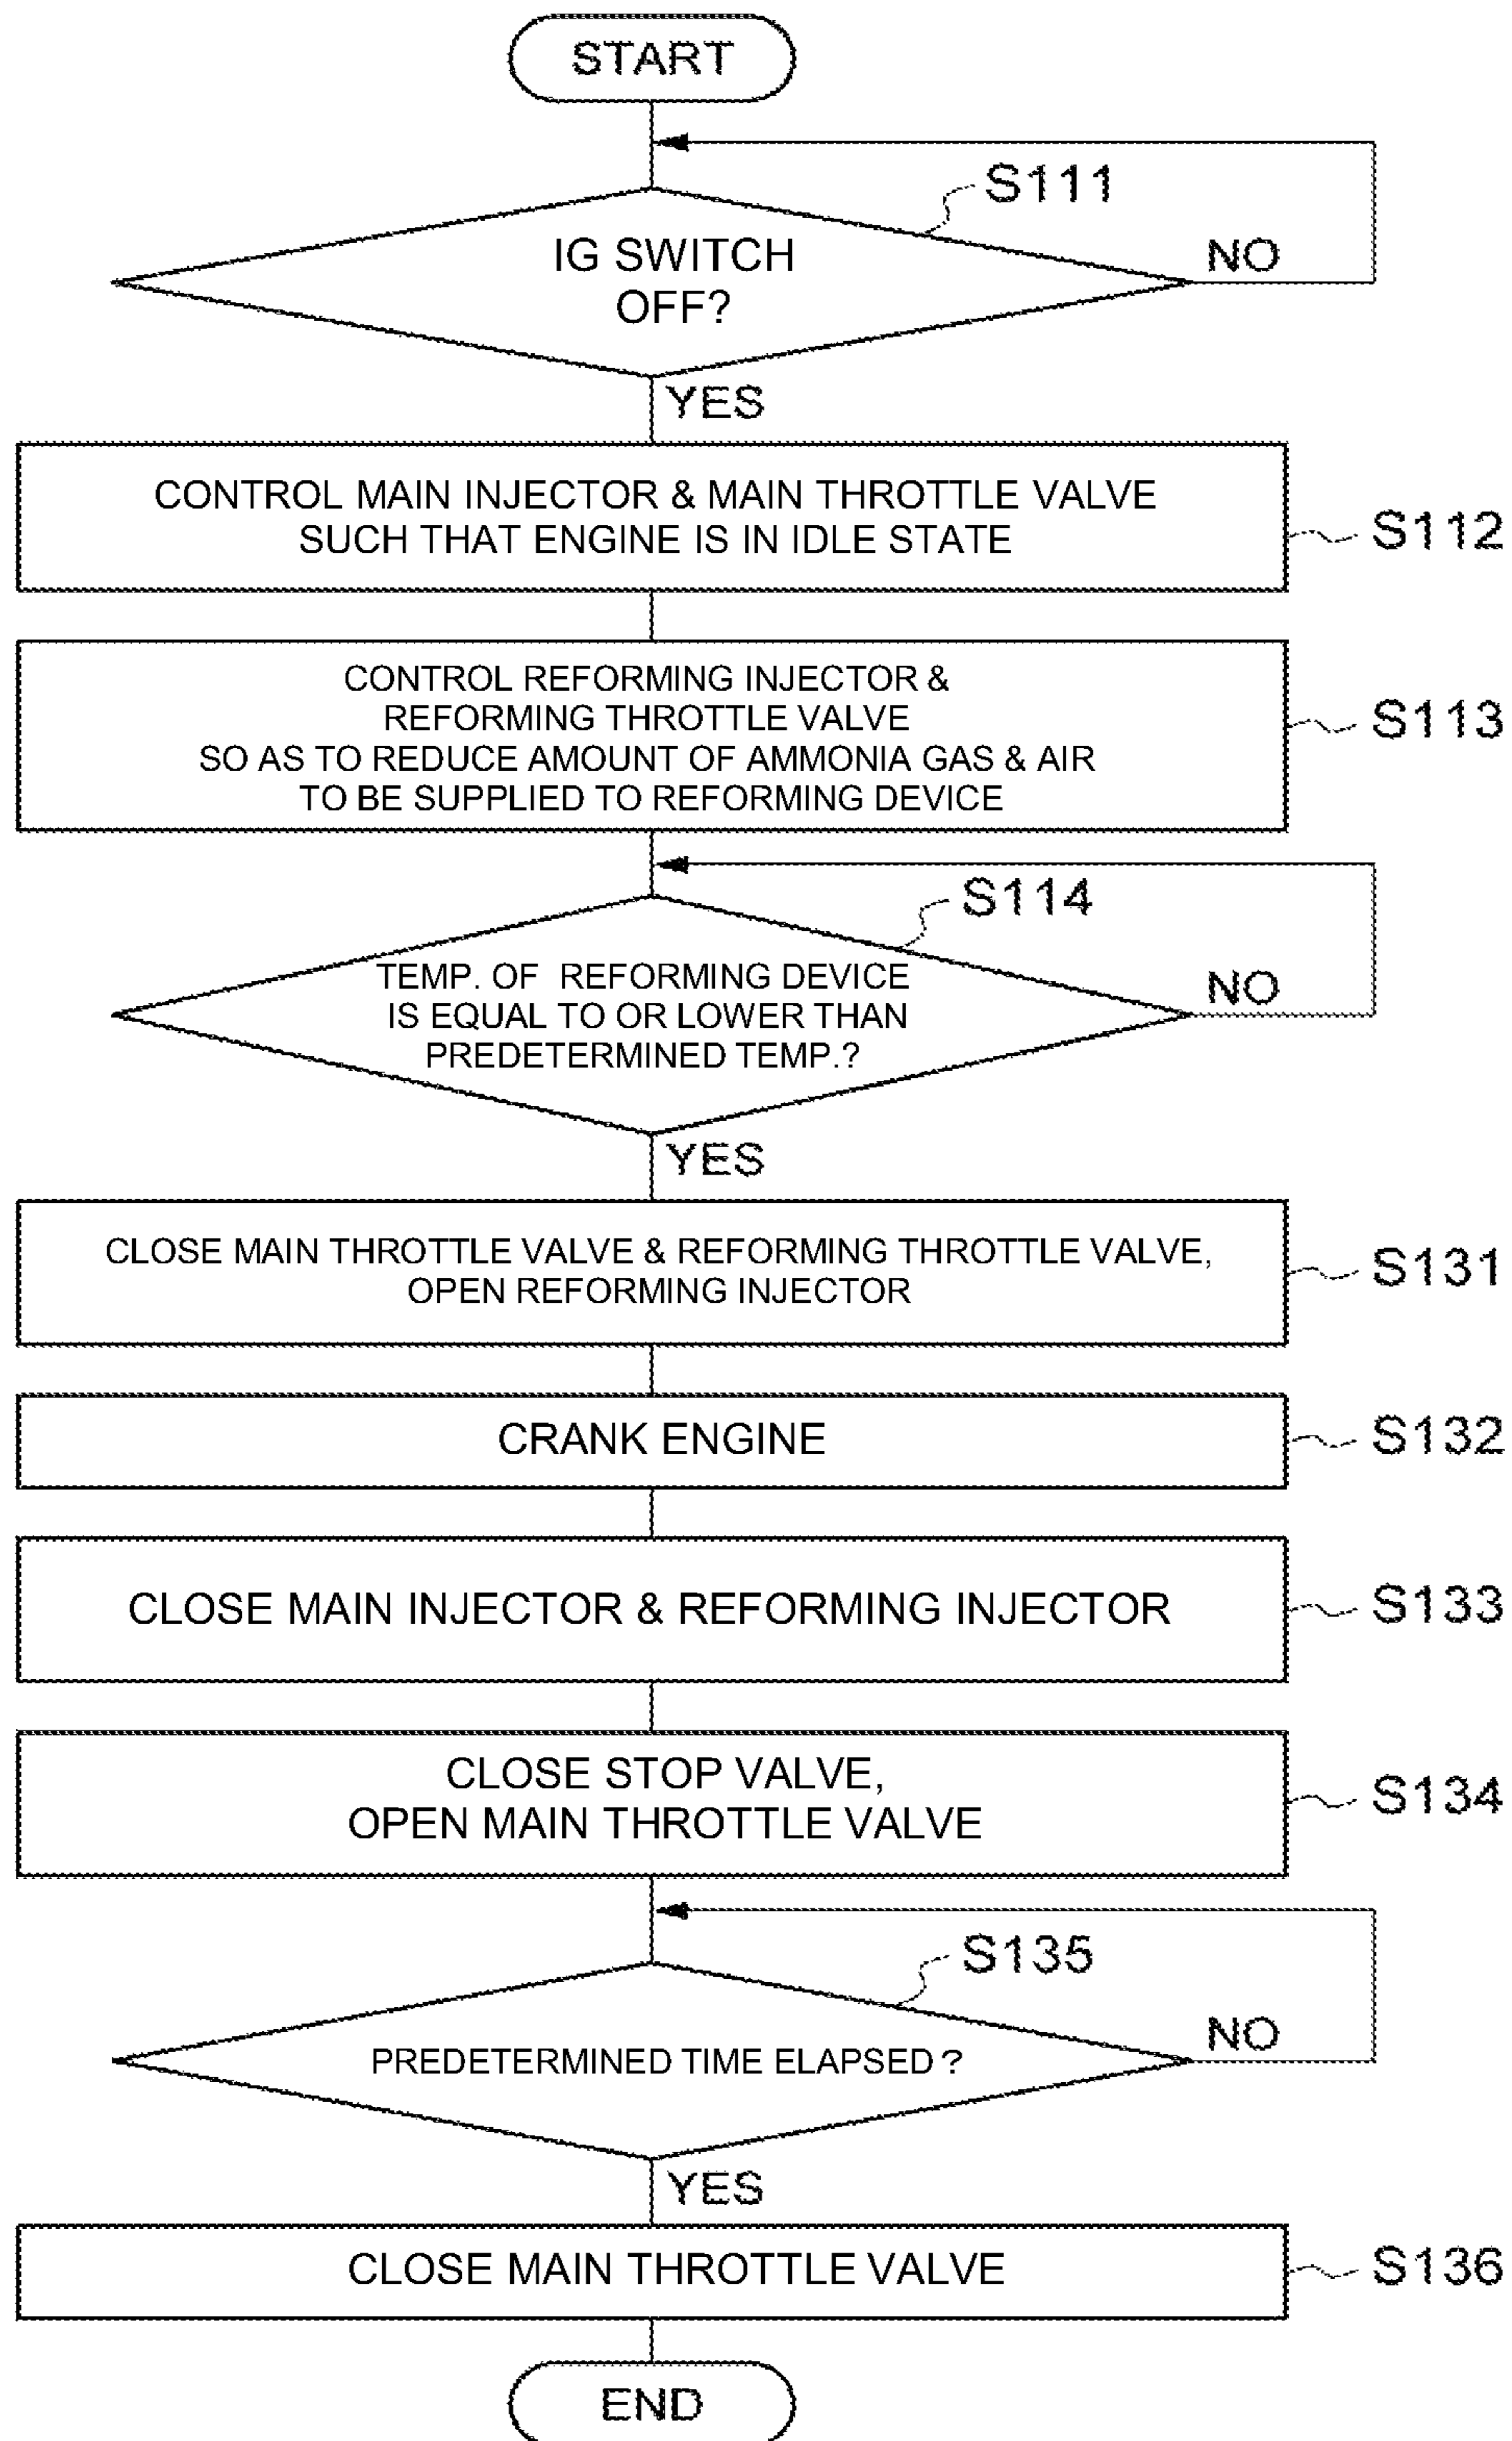 START
S111
IG SWITCH
OFF?
NO
YES
CONTROL MAIN INJECTOR & MAIN THROTTLE VALVE
SUCH THAT ENGINE IS IN IDLE STATE
S112
CONTROL REFORMING INJECTOR &
REFORMING THROTTLE VALVE
SO AS TO REDUCE AMOUNT OF AMMONIA GAS & AIR
TO BE SUPPLIED TO REFORMING DEVICE
S113
S114
TEMP. OF REFORMING DEVICE
IS EQUAL TO OR LOWER THAN
PREDETERMINED TEMP.?
NO
YES
CLOSE MAIN THROTTLE VALVE & REFORMING THROTTLE VALVE,
OPEN REFORMING INJECTOR
S131
CRANK ENGINE
S132
CLOSE MAIN INJECTOR & REFORMING INJECTOR
S133
CLOSE STOP VALVE,
OPEN MAIN THROTTLE VALVE
S134
S135
PREDETERMINED TIME ELAPSED ?
NO
YES
CLOSE MAIN THROTTLE VALVE
S136
END